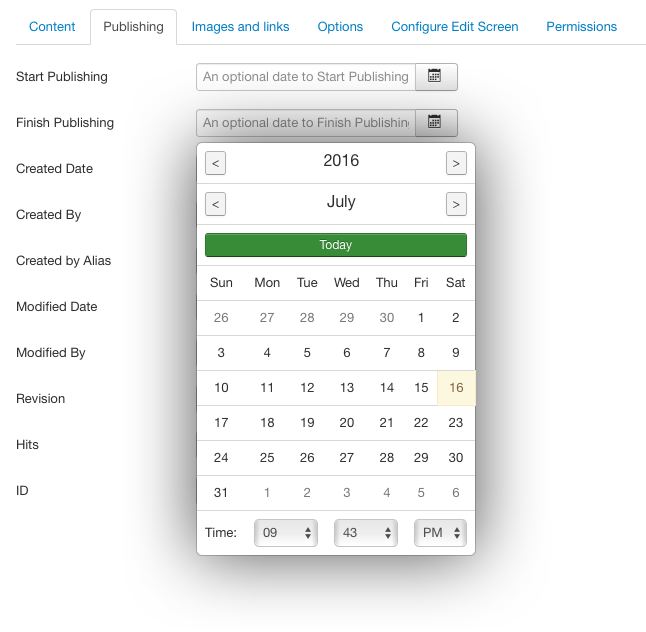 Content Publishing Images and links Options Configure Edit Screen Permissions
Start Publishing An optional date to Start Publishing
Finish Publishing An optional date to Finish Publishing
Created Date
Created By
Created by Alias
Modified Date
Modified By
Revision
Hits
ID
< 2016 >
< July >
Today
Sun Mon Tue Wed Thu Fri Sat
26 27 28 29 30 1 2
3 4 5 6 7 8 9
10 11 12 13 14 15 16
17 18 19 20 21 22 23
24 25 26 27 28 29 30
31 1 2 3 4 5 6
Time: 09 43 PM